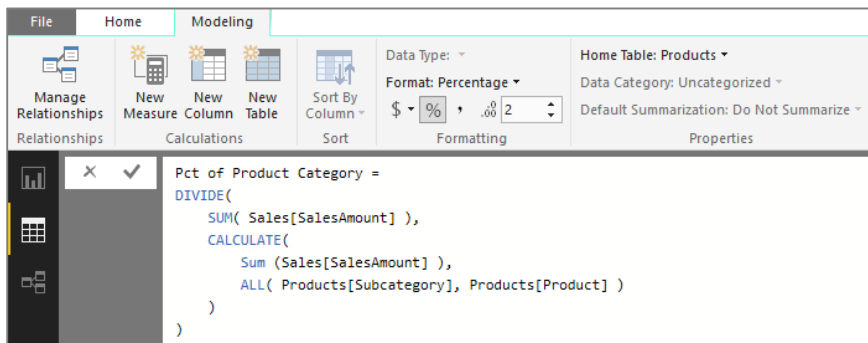 File Home Modeling
Data Type:
Home Table: Products
Format: Percentage
Data Category: Uncategorized
Manage Relationships
New Measure
New Column
New Table
Sort By Column
$ % , .00 2
Default Summarization: Do Not Summarize
Relationships Calculations Sort Formatting Properties
Pct of Product Category =
DIVIDE(
SUM( Sales[SalesAmount] ),
CALCULATE(
Sum (Sales[SalesAmount] ),
ALL( Products[Subcategory], Products[Product] )
)
)